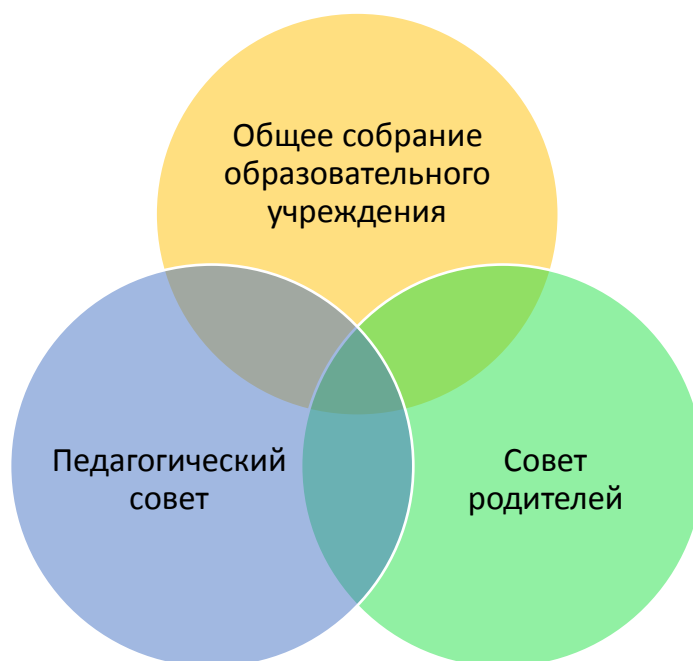 Общее собрание
образовательного
учреждения
Педагогический
совет
Совет
родителей